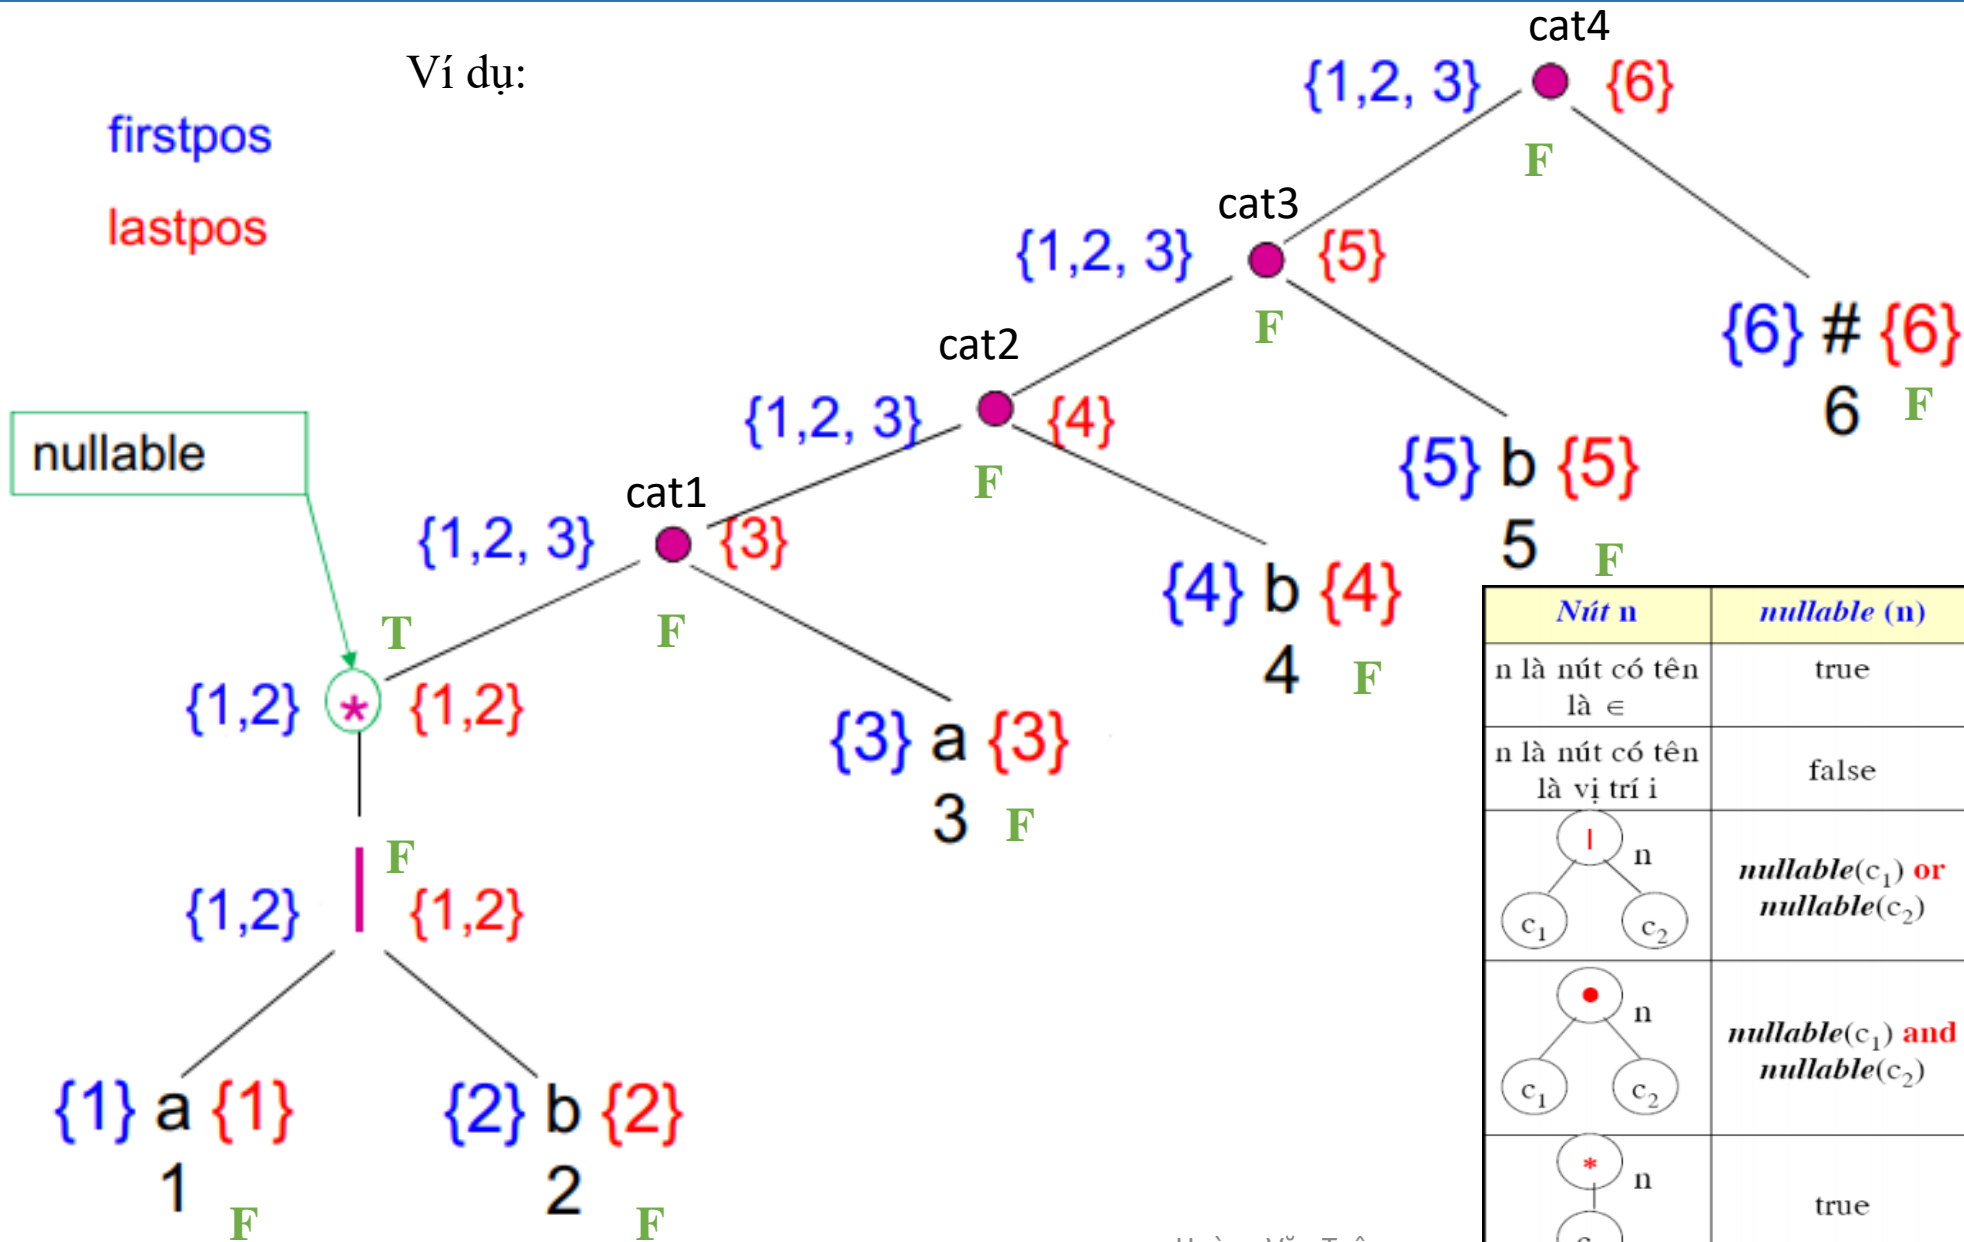 cat4
Ví dụ:
{1,2, 3} {6}
firstpos
F
cat3
lastpos
{1,2, 3} {5}
{6} # {6}
F
cat2
6 F
{1,2, 3} {4}
nullable
{5} b {5}
F
cat1
5 F
{1,2, 3} {3}
{4} b {4}
T
F
4 F
{1,2} * {1,2}
{3} a {3}
3 F
F
{1,2} | {1,2}
{1} a {1}
{2} b {2}
1 F
2 F
Nút n nullable (n)
n là nút có tên true
là ∈
n là nút có tên false
là vị trí i
| n
nullable(c1) or
nullable(c2)
c1 c2
• n
nullable(c1) and
nullable(c2)
c1 c2
* n
true